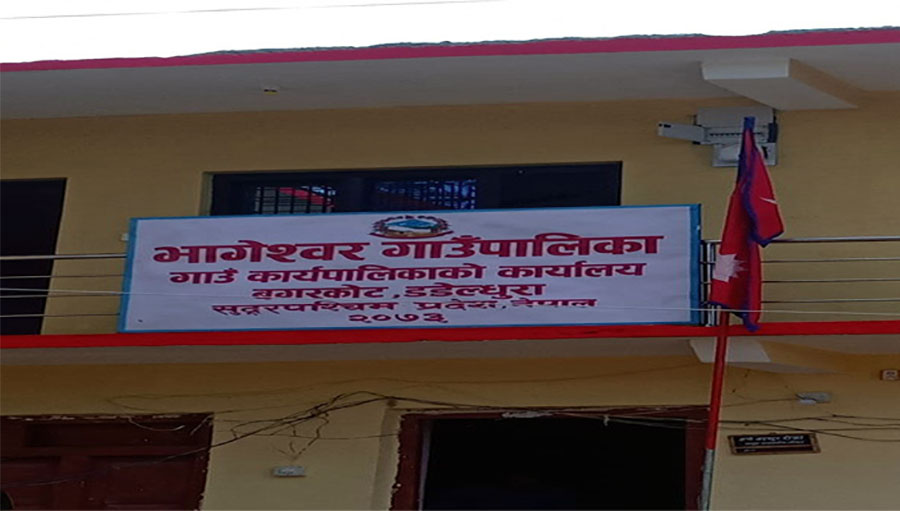 भागेश्वर गाउँपालिका
गाउँ कार्यपालिकाको कार्यालय
बगरकोट, डडेल्धुरा
सुदूरपश्चिम प्रदेश, नेपाल
२०७३